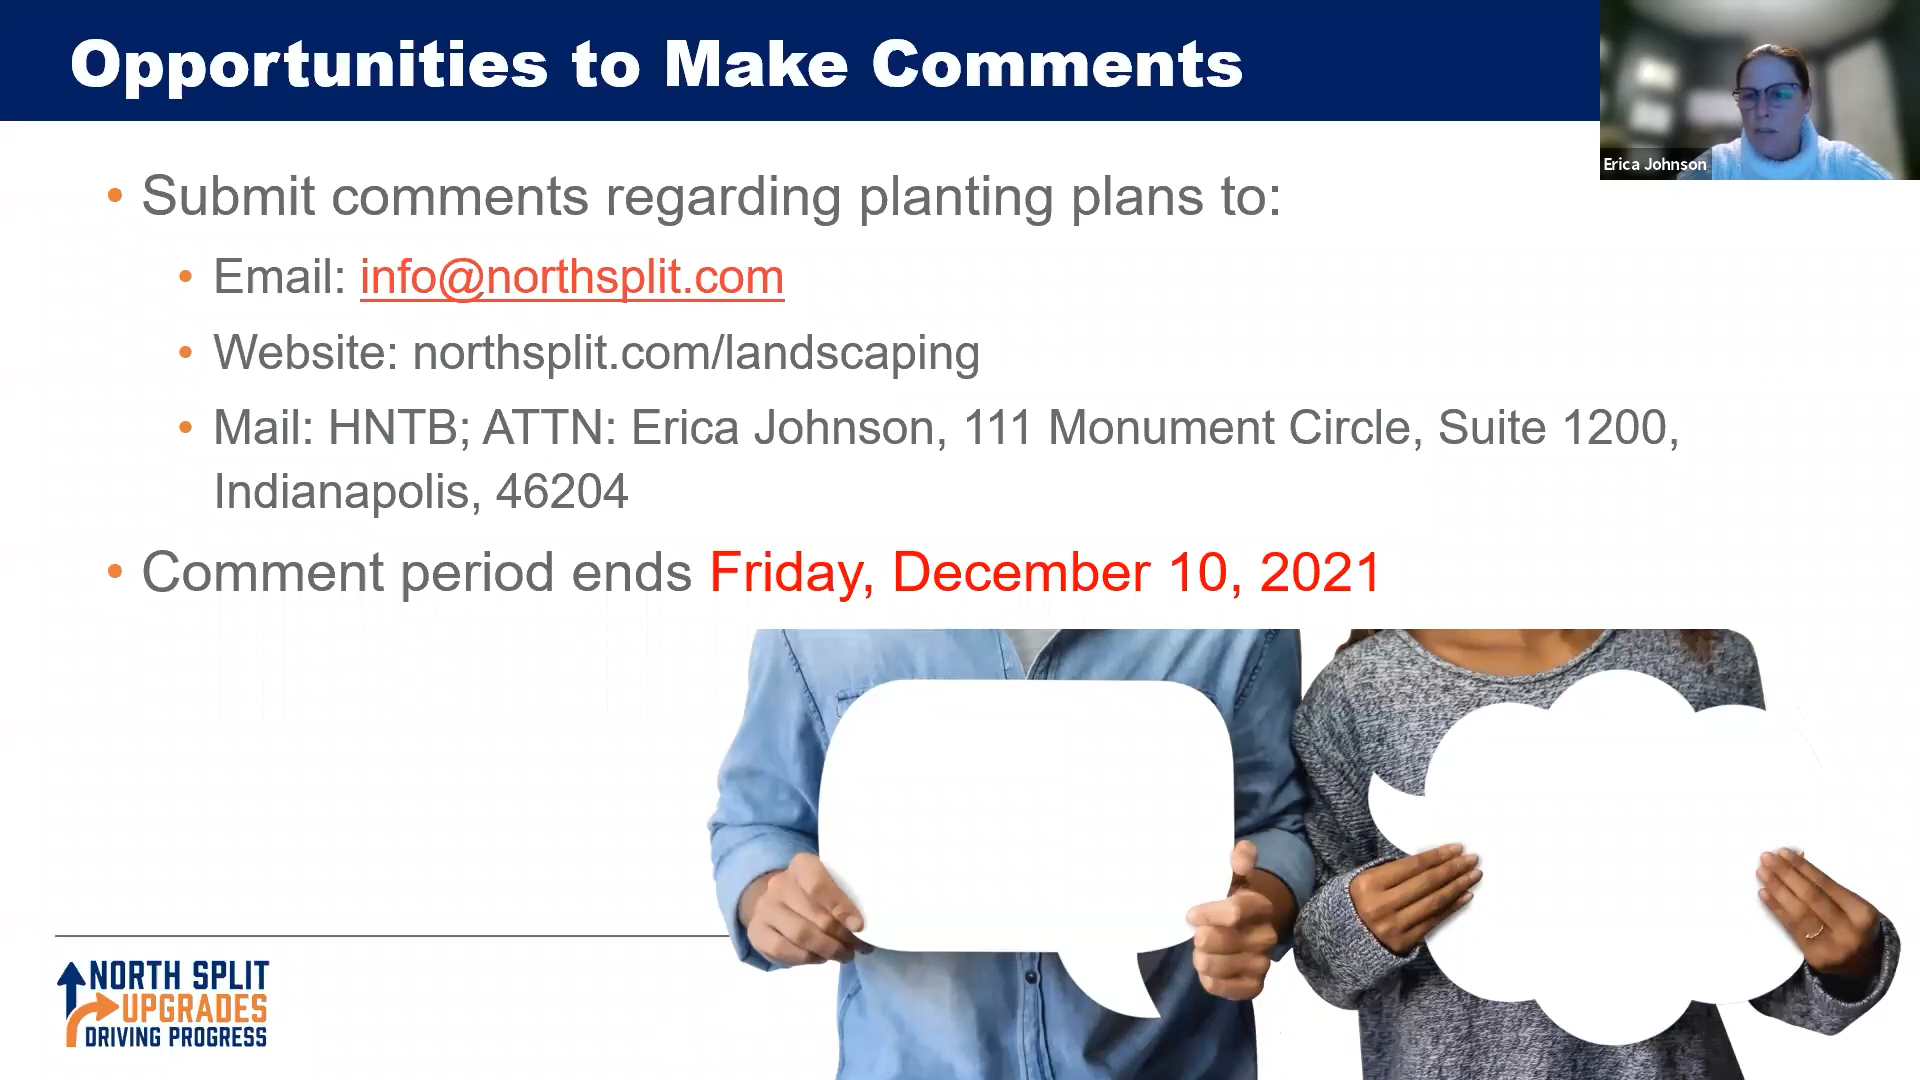 Opportunities to Make Comments
Erica Johnson
• Submit comments regarding planting plans to:
• Email: info@northsplit.com
• Website: northsplit.com/landscaping
• Mail: HNTB; ATTN: Erica Johnson, 111 Monument Circle, Suite 1200,
Indianapolis, 46204
• Comment period ends Friday, December 10, 2021
NORTH SPLIT
UPGRADES
DRIVING PROGRESS